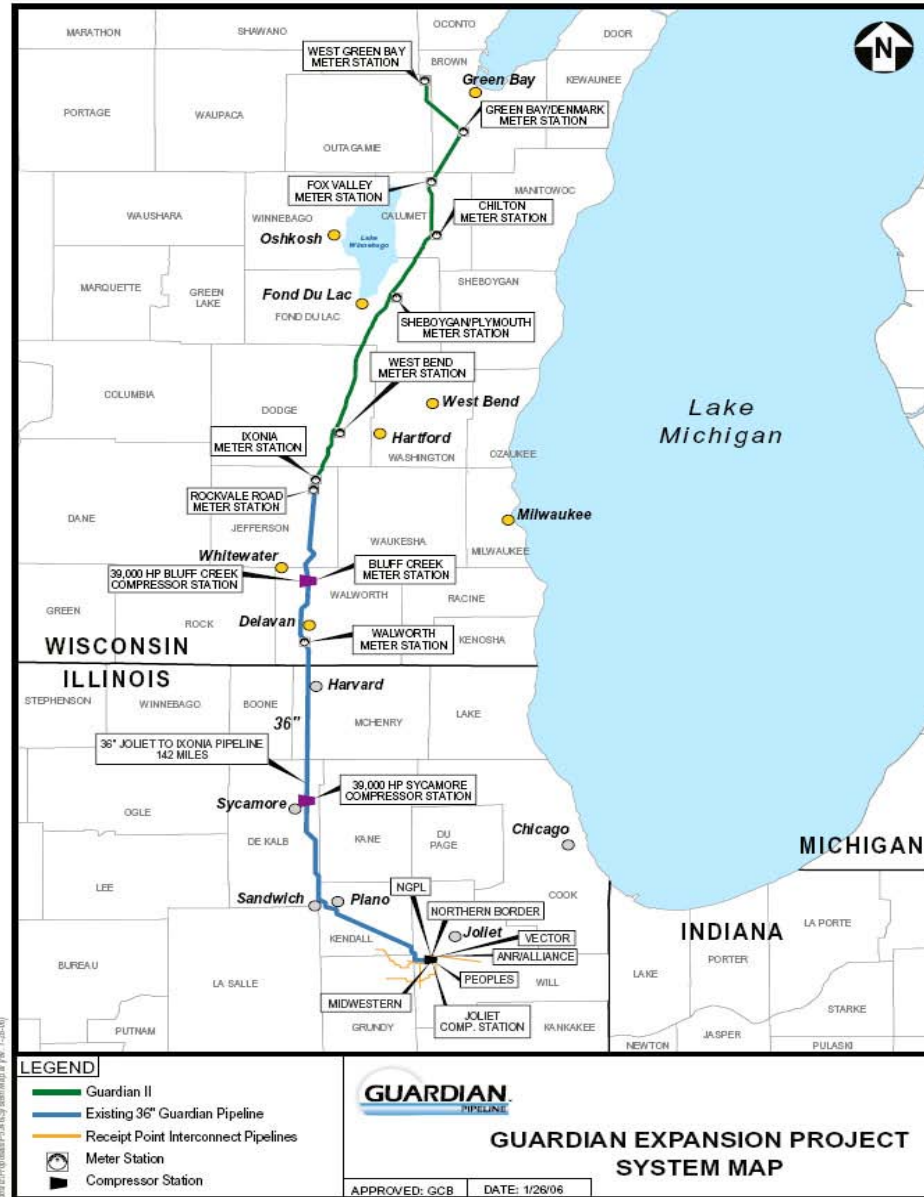 MARATHON
SHAWANO
OCONTO
DOOR
N
WEST GREEN BAY
METER STATION
BROWN
Green Bay
KEWAUNEE
PORTAGE
WAUPACA
GREEN BAY/DENMARK
METER STATION
OUTAGAMIE
FOX VALLEY
METER STATION
MANITOWOC
WAUSHARA
WINNEBAGO
CALUMET
CHILTON
METER STATION
Oshkosh
Lake
Winnebago
MARQUETTE
GREEN
LAKE
SHEBOYGAN
Fond Du Lac
FOND DU LAC
SHEBOYGAN/PLYMOUTH
METER STATION
WEST BEND
METER STATION
COLUMBIA
DODGE
West Bend
Lake
Michigan
IXONIA
METER STATION
Hartford
WASHINGTON
OZAUKEE
ROCKVALE ROAD
METER STATION
DANE
JEFFERSON
Milwaukee
WAUKESHA
MILWAUKEE
Whitewater
39,000 HP BLUFF CREEK
COMPRESSOR STATION
BLUFF CREEK
METER STATION
WALWORTH
RACINE
GREEN
ROCK
Delavan
WALWORTH
METER STATION
KENOSHA
WISCONSIN
ILLINOIS
STEPHENSON
WINNEBAGO
BOONE
Harvard
36"
MCHENRY
LAKE
36" JOLIET TO IXONIA PIPELINE
142 MILES
39,000 HP SYCAMORE
COMPRESSOR STATION
Sycamore
OGLE
DE KALB
KANE
DU
PAGE
Chicago
MICHIGAN
LEE
NGPL
COOK
Sandwich
Plano
NORTHERN BORDER
Joliet
VECTOR
INDIANA
LA PORTE
KENDALL
ANR/ALLIANCE
BUREAU
LA SALLE
PEOPLES
WILL
LAKE
PORTER
MIDWESTERN
JOLIET
COMP. STATION
STARKE
PUTNAM
GRUNDY
KANKAKEE
NEWTON
JASPER
PULASKI
LEGEND
Guardian II
Existing 36" Guardian Pipeline
Receipt Point Interconnect Pipelines
Meter Station
Compressor Station
GUARDIAN
PIPELINE
GUARDIAN EXPANSION PROJECT
SYSTEM MAP
APPROVED: GCB
DATE: 1/26/06